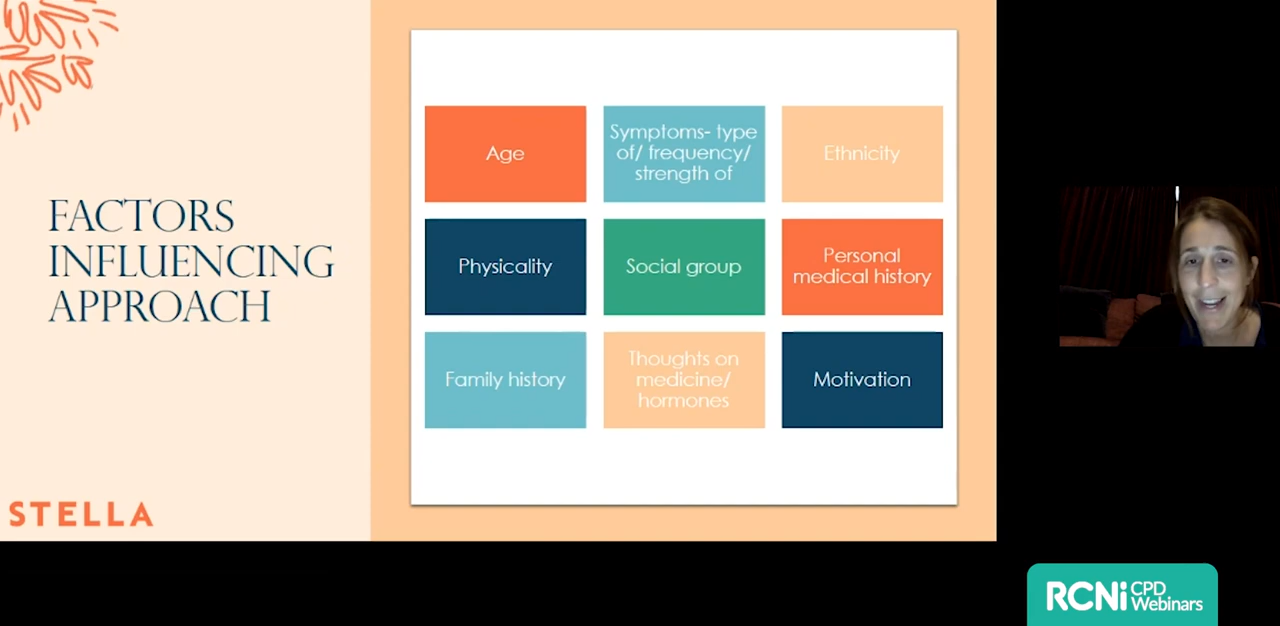 FACTORS
INFLUENCING
APPROACH
STELLA
Age
Symptoms- type
of/ frequency/
strength of
Ethnicity
Physicality
Social group
Personal
medical history
Family history
Thoughts on
medicine/
hormones
Motivation
RCNi CPD
Webinars